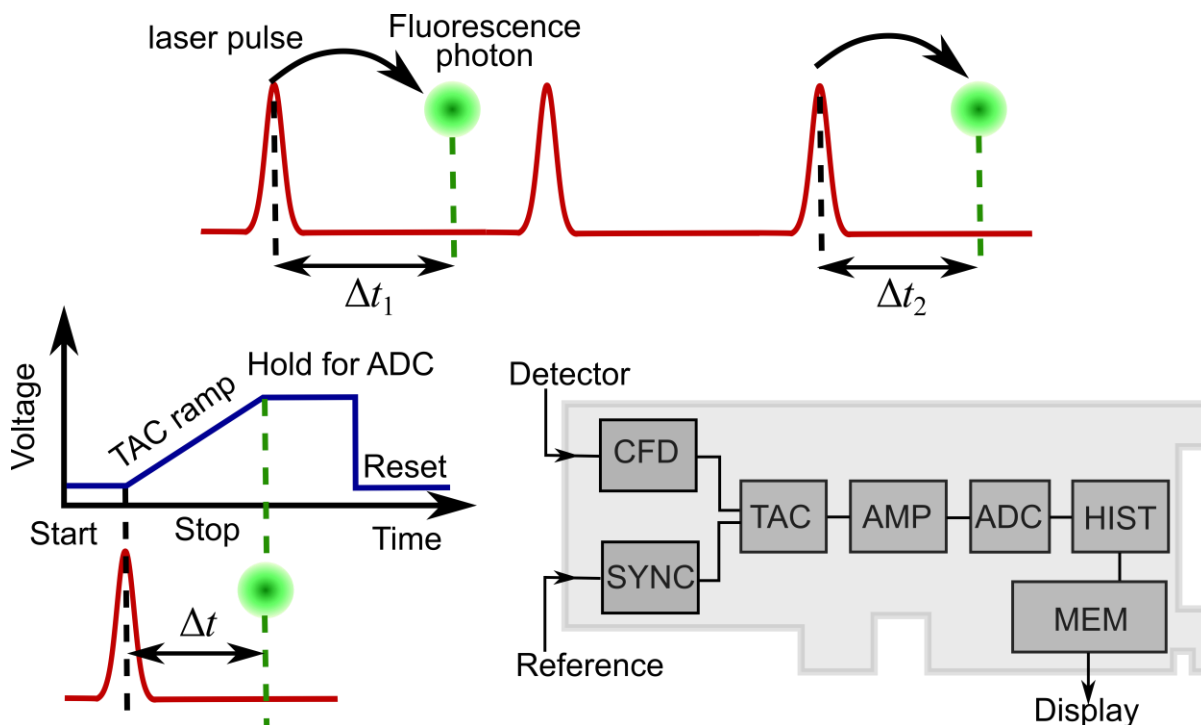 laser pulse
Fluorescence
photon
Δt₁
Δt₂
Voltage
TAC ramp
Hold for ADC
Reset
Start
Stop
Time
Δt
Detector
CFD
SYNC
TAC
AMP
ADC
HIST
MEM
Reference
Display